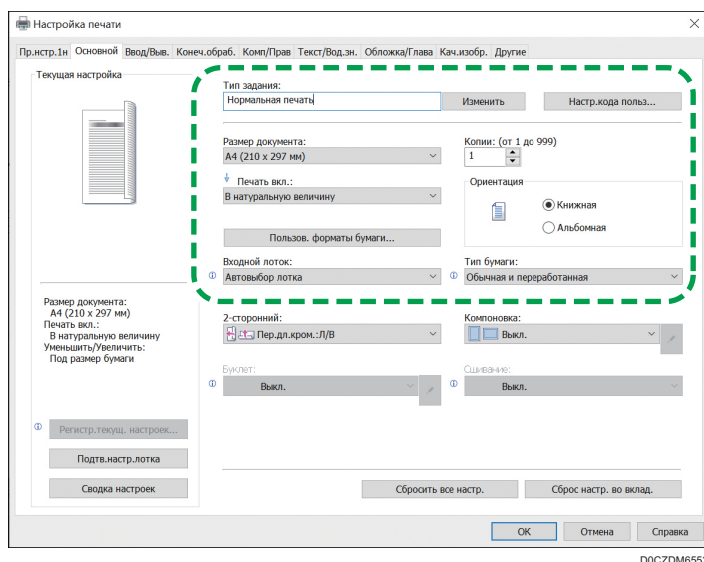 Настройка печати
Пр.нстр.1н Основной Ввод/Выв. Конеч.обраб. Комп/Прав Текст/Вод.зн. Обложка/Глава Кач.изобр. Другие
Текущая настройка
Тип задания:
Нормальная печать Изменить Настр.кода польз...
Размер документа: Копии: (от 1 до 999)
A4 (210 x 297 мм) 1
Печать вкл.: Ориентация
В натуральную величину Книжная
Альбомная
Пользов. форматы бумаги...
Входной лоток: Тип бумаги:
Автовыбор лотка Обычная и переработанная
Размер документа:
A4 (210 x 297 мм)
Печать вкл.:
В натуральную величину
Уменьшить/Увеличить:
Под размер бумаги
2-сторонний: Компоновка:
Пер.дл.кром.:Л/В Выкл.
Буклет: Сшивание:
Выкл. Выкл.
Регистр.текущ. настроек...
Подтв.настр.лотка
Сводка настроек Сбросить все настр. Сброс настр. во вклад.
OK Отмена Справка